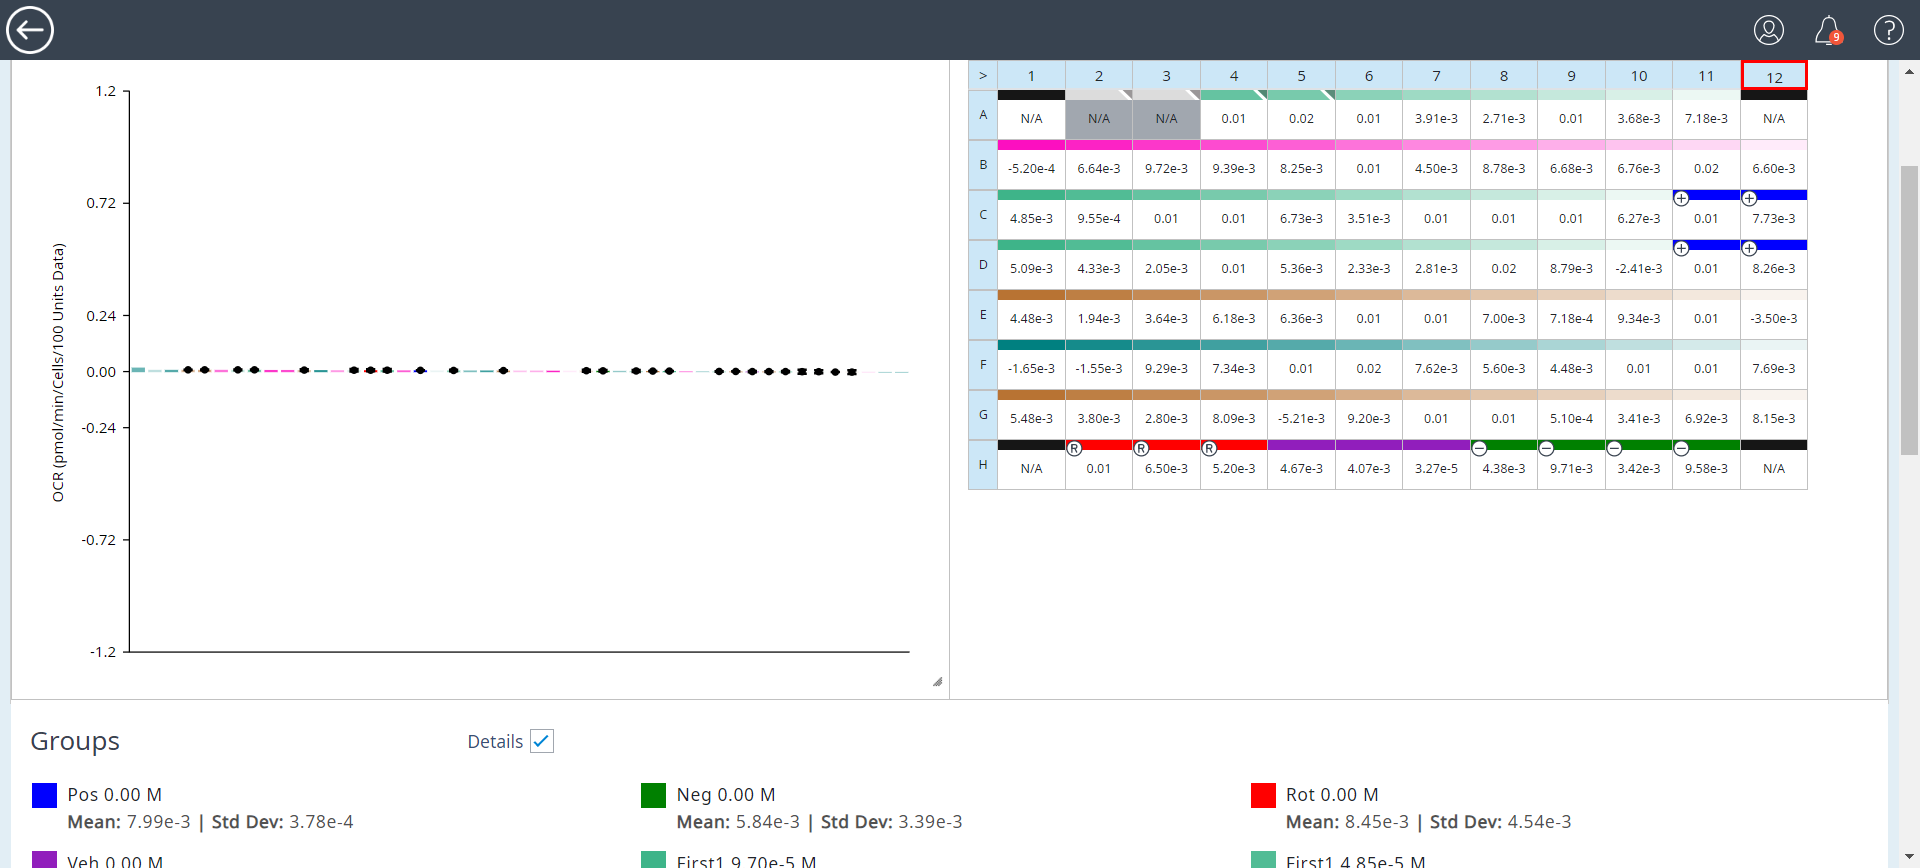 9
1.2
0.72
0.24
0.00
-0.24
-0.72
-1.2
OCR (pmol/min/Cells/100 Units Data)
> 1 2 3 4 5 6 7 8 9 10 11 12
A N/A N/A N/A 0.01 0.02 0.01 3.91e-3 2.71e-3 0.01 3.68e-3 7.18e-3 N/A
B -5.20e-4 6.64e-3 9.72e-3 9.39e-3 8.25e-3 0.01 4.50e-3 8.78e-3 6.68e-3 6.76e-3 0.02 6.60e-3
C 4.85e-3 9.55e-4 0.01 0.01 6.73e-3 3.51e-3 0.01 0.01 0.01 6.27e-3 0.01 7.73e-3
D 5.09e-3 4.33e-3 2.05e-3 0.01 5.36e-3 2.33e-3 2.81e-3 0.02 8.79e-3 -2.41e-3 0.01 8.26e-3
E 4.48e-3 1.94e-3 3.64e-3 6.18e-3 6.36e-3 0.01 0.01 7.00e-3 7.18e-4 9.34e-3 0.01 -3.50e-3
F -1.65e-3 -1.55e-3 9.29e-3 7.34e-3 0.01 0.02 7.62e-3 5.60e-3 4.48e-3 0.01 0.01 7.69e-3
G 5.48e-3 3.80e-3 2.80e-3 8.09e-3 -5.21e-3 9.20e-3 0.01 0.01 5.10e-4 3.41e-3 6.92e-3 8.15e-3
R R R
H N/A 0.01 6.50e-3 5.20e-3 4.67e-3 4.07e-3 3.27e-5 4.38e-3 9.71e-3 3.42e-3 9.58e-3 N/A
Groups
Details
Pos 0.00 M
Mean: 7.99e-3 | Std Dev: 3.78e-4
Neg 0.00 M
Mean: 5.84e-3 | Std Dev: 3.39e-3
Rot 0.00 M
Mean: 8.45e-3 | Std Dev: 4.54e-3
Veh 0.00 M
First1 9.70e-5 M
First1 4.85e-5 M